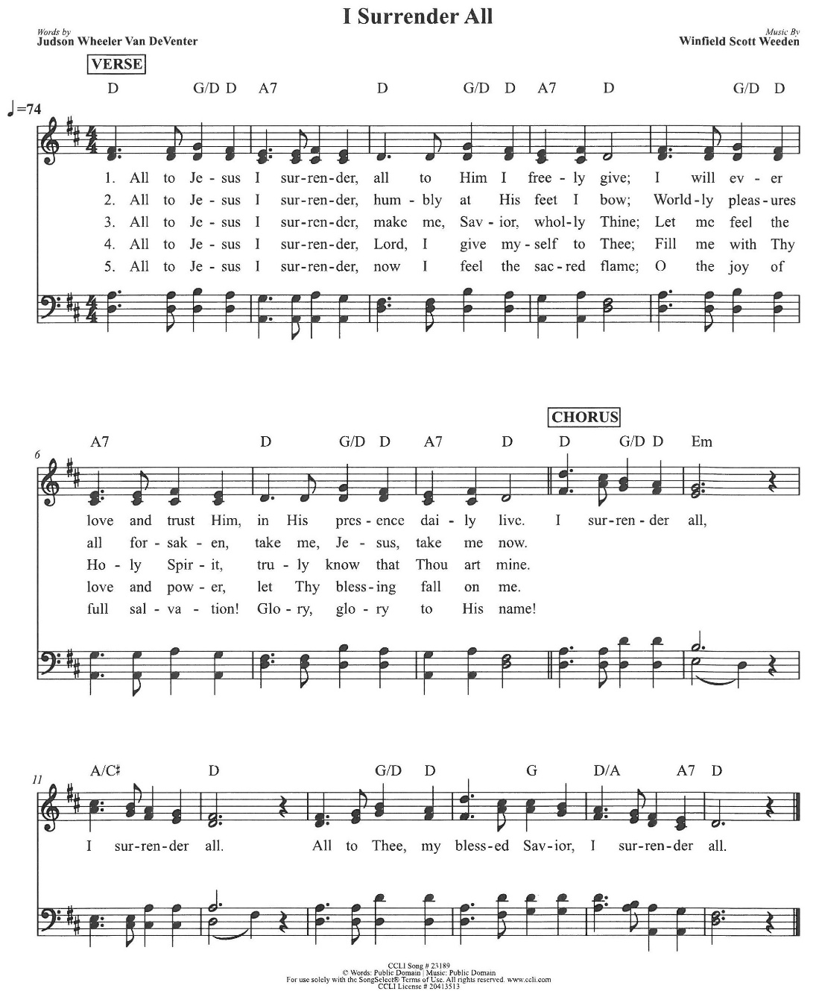 I Surrender All
Words by
Judson Wheeler Van DeVenter
Music By
Winfield Scott Weeden
VERSE
D G/D D A7 D G/D D A7 D G/D D
♩=74
4/4
1. All to Je - sus I sur - ren - der, all to Him I free - ly give; I will ev - er
2. All to Je - sus I sur - ren - der, hum - bly at His feet I bow; World - ly pleas - ures
3. All to Je - sus I sur - ren - der, make me, Sav - ior, whol - ly Thine; Let me feel the
4. All to Je - sus I sur - ren - der, Lord, I give my - self to Thee; Fill me with Thy
5. All to Je - sus I sur - ren - der, now I feel the sac - red flame; O the joy of
4/4
CHORUS
A7 D G/D D A7 D D G/D D Em
6
love and trust Him, in His pres - ence dai - ly live. I sur - ren - der all,
all for - sak - en, take me, Je - sus, take me now.
Ho - ly Spir - it, tru - ly know that Thou art mine.
love and pow - er, let Thy bless - ing fall on me.
full sal - va - tion! Glo - ry, glo - ry to His name!
A/C♯ D G/D D G D/A A7 D
11
I sur - ren - der all. All to Thee, my bless - ed Sav - ior, I sur - ren - der all.
CCLI Song # 23189
© Words: Public Domain | Music: Public Domain
For use solely with the SongSelect® Terms of Use. All rights reserved. www.ccli.com
CCLI License # 20413513